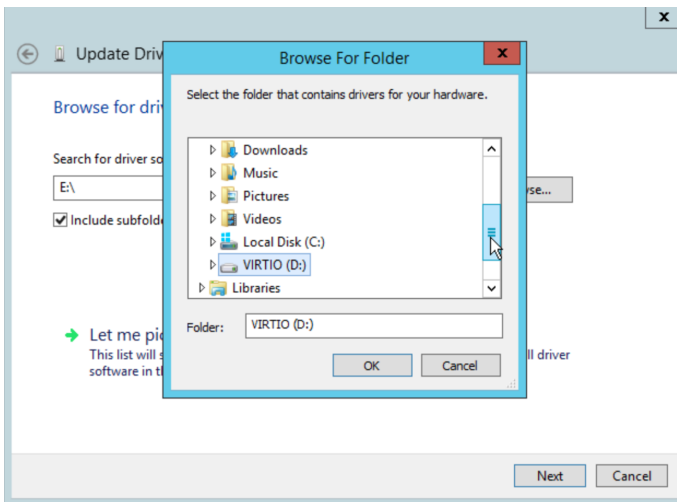 x
Update Driv
Browse For Folder
x
Browse for driv
Select the folder that contains drivers for your hardware.
Search for driver so
E:\
wse...
Include subfolde
Downloads
Music
Pictures
Videos
Local Disk (C:)
VIRTIO (D:)
Libraries
Folder:
VIRTIO (D:)
OK
Cancel
Let me pic
This list will s
ll driver
software in t
Next
Cancel